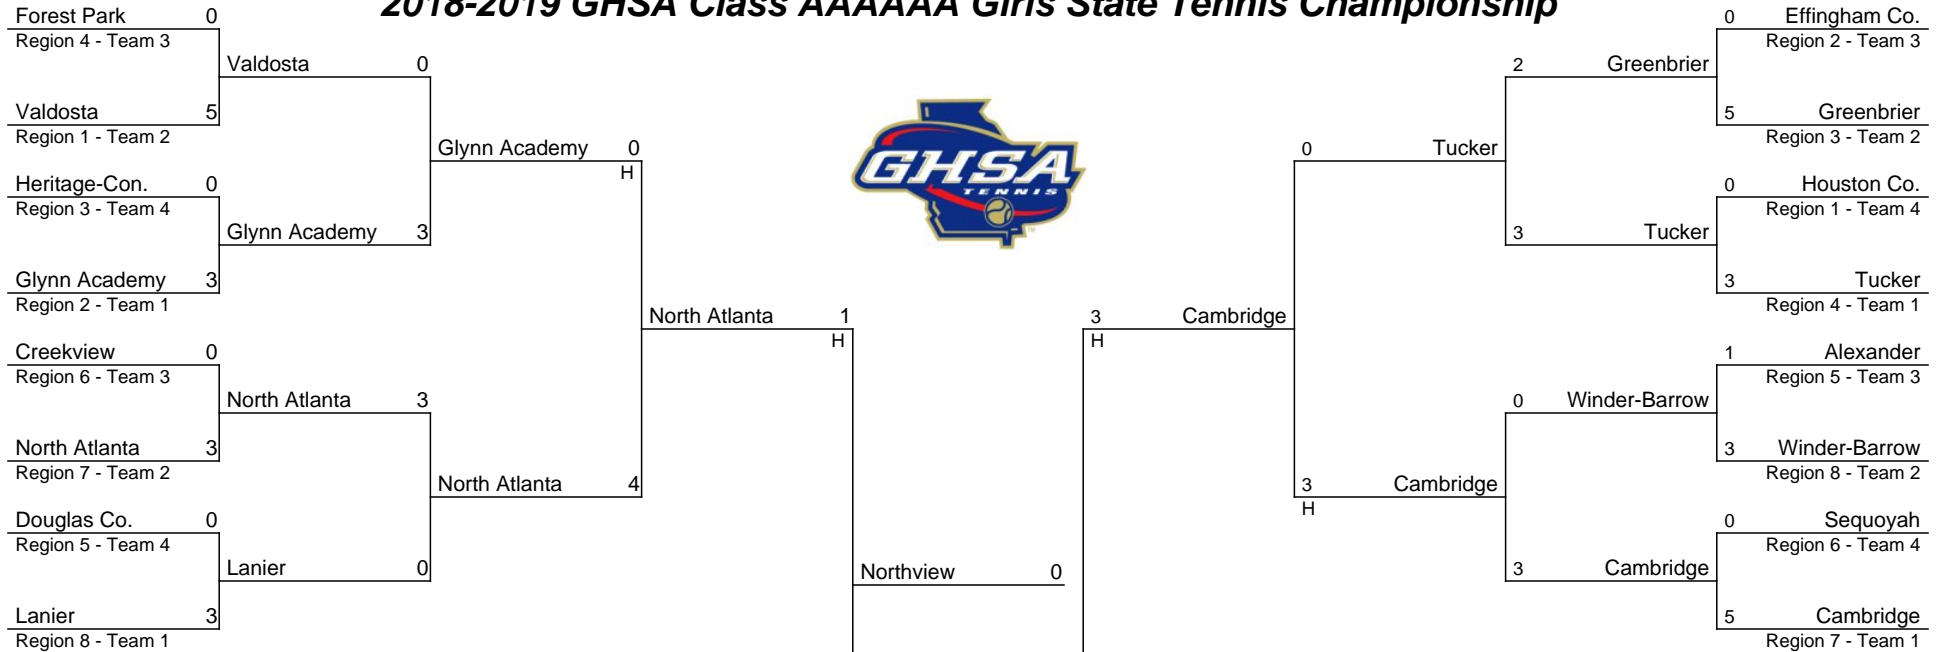 2018-2019 GHSA Class AAAAAA Girls State Tennis Championship
Forest Park 0
Region 4 - Team 3
Valdosta 0
Valdosta 5
Region 1 - Team 2
Glynn Academy 0
H
Heritage-Con. 0
Region 3 - Team 4
Glynn Academy 3
Glynn Academy 3
Region 2 - Team 1
North Atlanta 1
H
Creekview 0
Region 6 - Team 3
North Atlanta 3
North Atlanta 3
Region 7 - Team 2
North Atlanta 4
Douglas Co. 0
Region 5 - Team 4
Lanier 0
Lanier 3
Region 8 - Team 1
Northview 0
GHSA
TENNIS
0 Effingham Co.
Region 2 - Team 3
2 Greenbrier
5 Greenbrier
Region 3 - Team 2
0 Tucker
0 Houston Co.
Region 1 - Team 4
3 Tucker
3 Tucker
Region 4 - Team 1
3 Cambridge
H
1 Alexander
Region 5 - Team 3
0 Winder-Barrow
3 Winder-Barrow
Region 8 - Team 2
3 Cambridge
H
0 Sequoyah
Region 6 - Team 4
3 Cambridge
5 Cambridge
Region 7 - Team 1